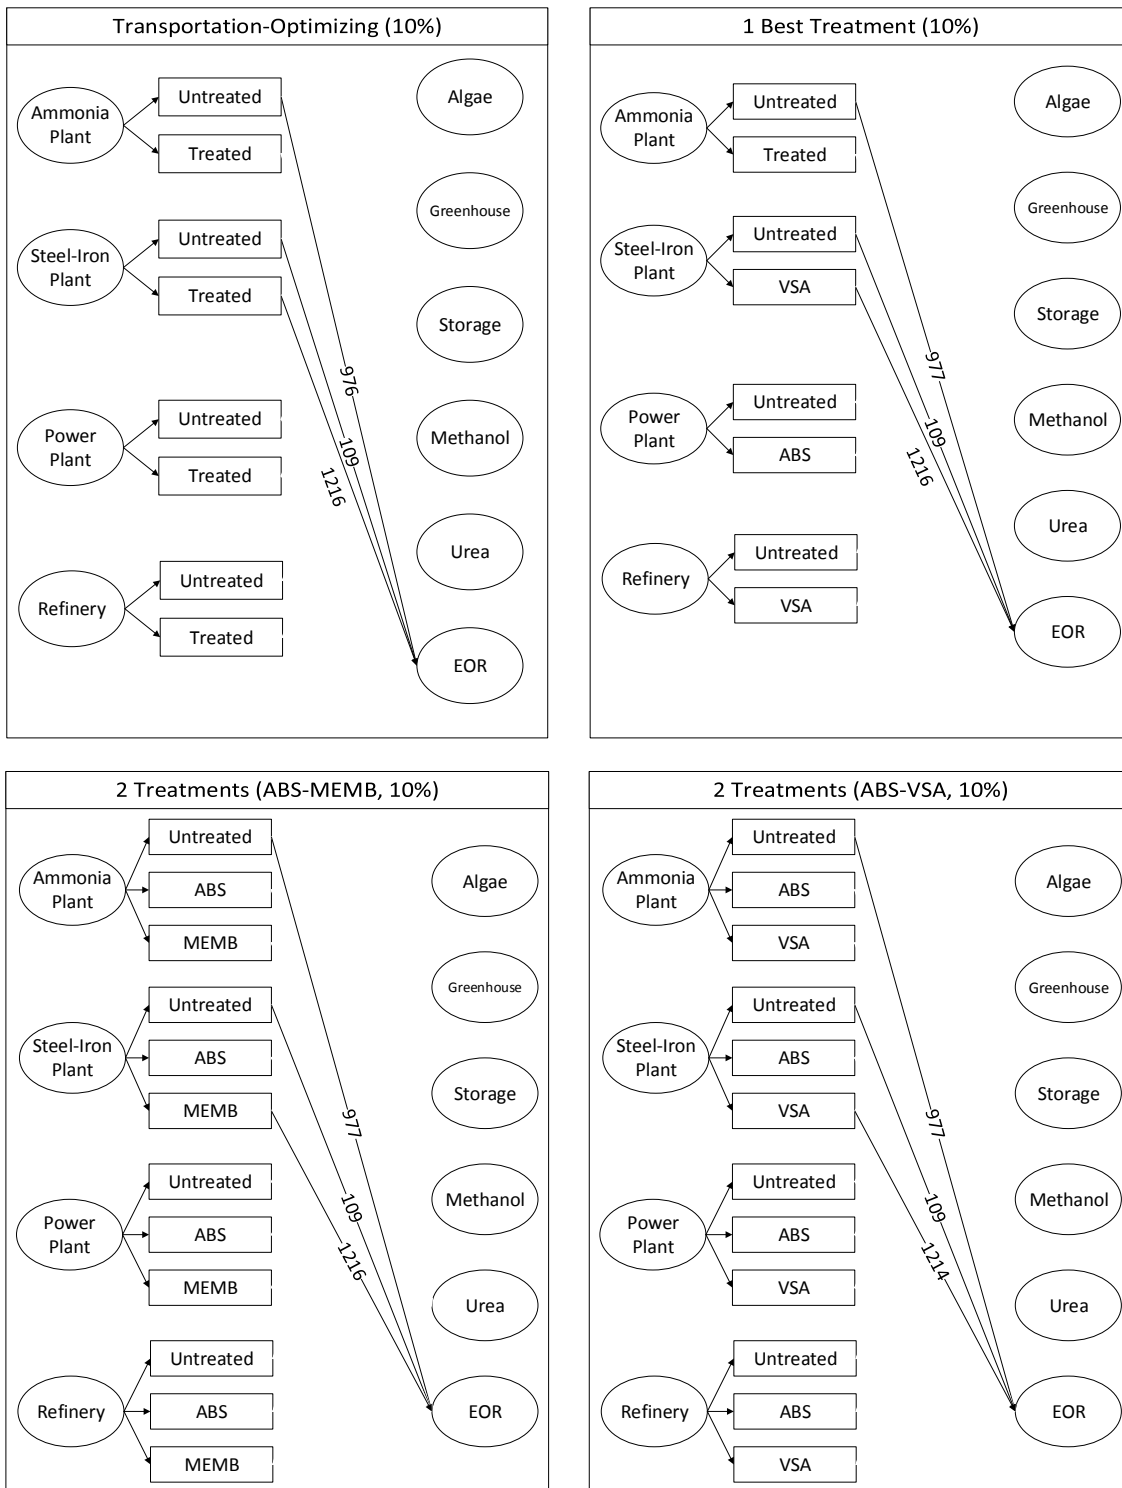 Transportation-Optimizing (10%)
Ammonia
Plant
Untreated
Treated
Steel-Iron
Plant
Untreated
Treated
Power
Plant
Untreated
Treated
Refinery
Untreated
Treated
976
109
1216
Algae
Greenhouse
Storage
Methanol
Urea
EOR
1 Best Treatment (10%)
Ammonia
Plant
Untreated
Treated
Steel-Iron
Plant
Untreated
VSA
Power
Plant
Untreated
ABS
Refinery
Untreated
VSA
977
109
1216
Algae
Greenhouse
Storage
Methanol
Urea
EOR
2 Treatments (ABS-MEMB, 10%)
Ammonia
Plant
Untreated
ABS
MEMB
Steel-Iron
Plant
Untreated
ABS
MEMB
Power
Plant
Untreated
ABS
MEMB
Refinery
Untreated
ABS
MEMB
977
109
1216
Algae
Greenhouse
Storage
Methanol
Urea
EOR
2 Treatments (ABS-VSA, 10%)
Ammonia
Plant
Untreated
ABS
VSA
Steel-Iron
Plant
Untreated
ABS
VSA
Power
Plant
Untreated
ABS
VSA
Refinery
Untreated
ABS
VSA
977
109
1214
Algae
Greenhouse
Storage
Methanol
Urea
EOR